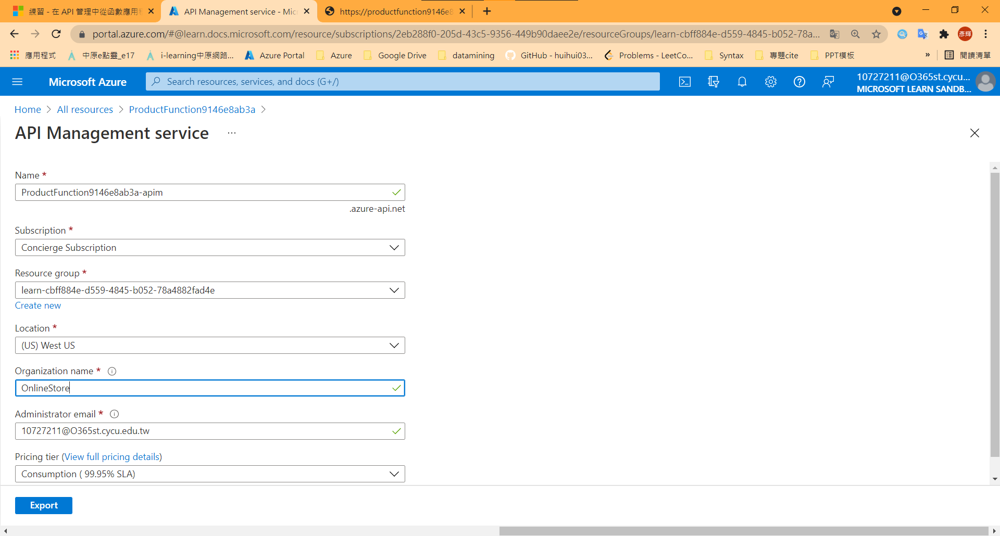 練習 - 在 API 管理中從函數應用程
API Management service - Mic
https://productfunction9146e8
portal.azure.com/#@learn.docs.microsoft.com/resource/subscriptions/2eb288f0-205d-43c5-9356-449b90daee2e/resourceGroups/learn-cbff884e-d559-4845-b052-78a...
彥輝
應用程式
中原e點靈_e17
i-learning中原網路...
Azure Portal
Azure
Google Drive
datamining
GitHub - huihui03...
Problems - LeetCo...
Syntax
專題cite
PPT模板
»
閱讀清單
Microsoft Azure
Search resources, services, and docs (G+/)
10727211@O365st.cycu...
MICROSOFT LEARN SANDB...
Home > All resources > ProductFunction9146e8ab3a >
API Management service ...
Name *
ProductFunction9146e8ab3a-apim
.azure-api.net
Subscription *
Concierge Subscription
Resource group *
learn-cbff884e-d559-4845-b052-78a4882fad4e
Create new
Location *
(US) West US
Organization name *
OnlineStore
Administrator email *
10727211@O365st.cycu.edu.tw
Pricing tier (View full pricing details)
Consumption ( 99.95% SLA)
Export